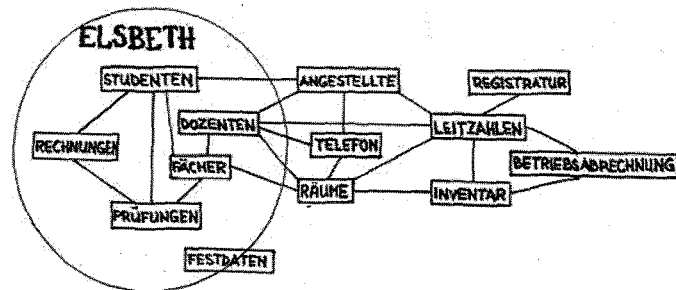 ELSBETH
STUDENTEN
ANGESTELLTE
REGISTRATUR
DOZENTEN
LEITZAHLEN
RECHNUNGEN
TELEFON
FÄCHER
BETRIEBSABRECHNUNG
RÄUME
INVENTAR
PRÜFUNGEN
FESTDATEN